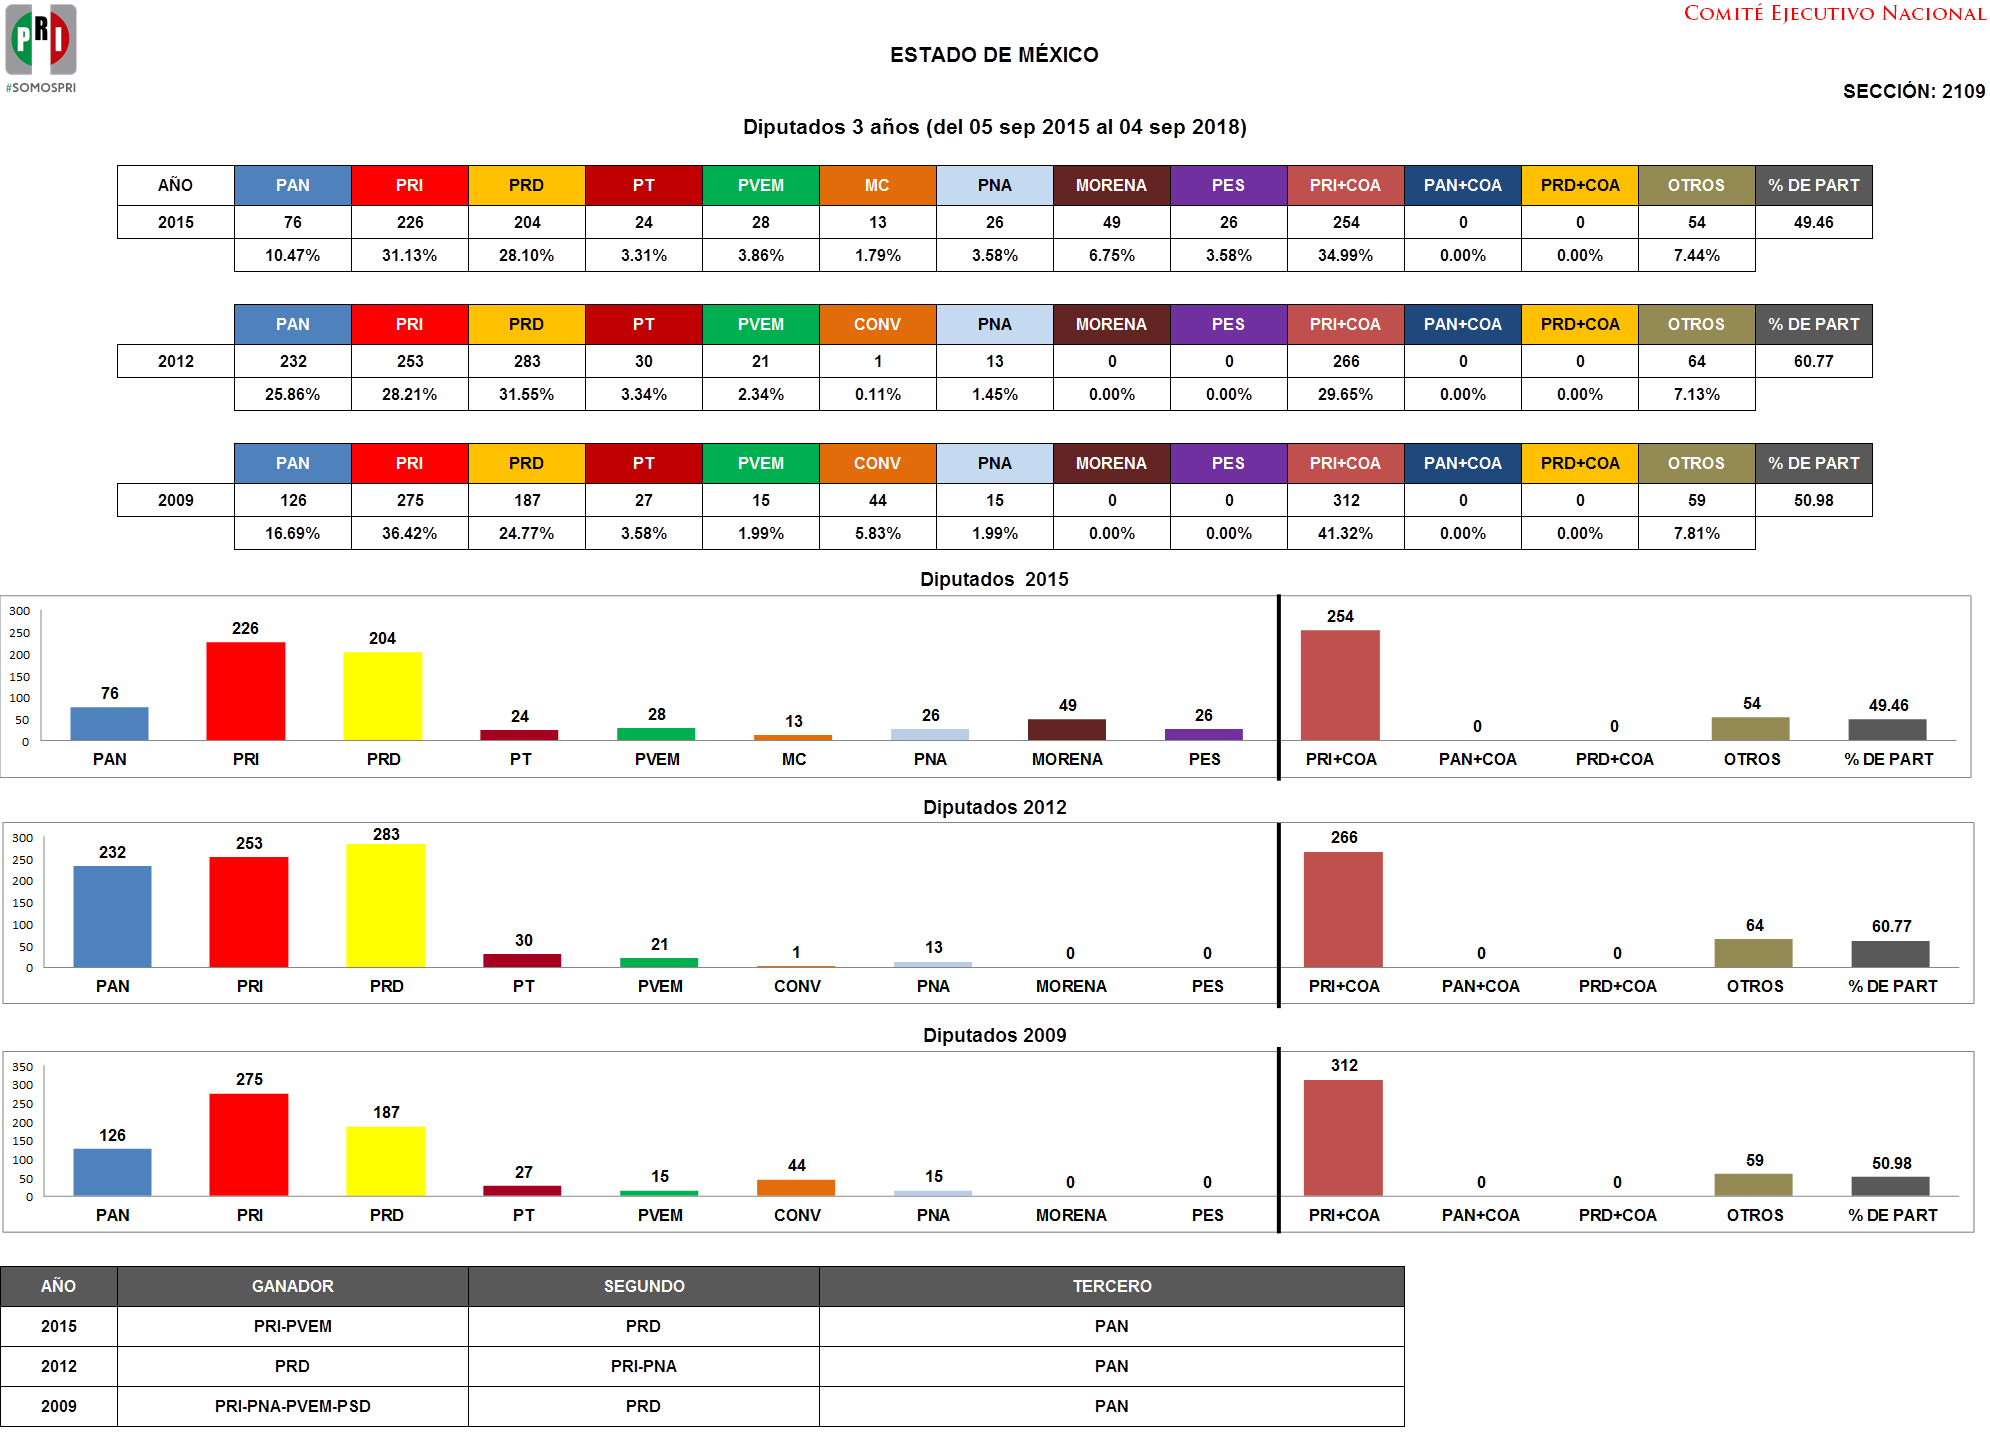 COMITÉ EJECUTIVO NACIONAL
PRI
#SOMOSPRI
ESTADO DE MÉXICO
SECCIÓN: 2109
Diputados 3 años (del 05 sep 2015 al 04 sep 2018)
AÑO PAN PRI PRD PT PVEM MC PNA MORENA PES PRI+COA PAN+COA PRD+COA OTROS % DE PART
2015 76 226 204 24 28 13 26 49 26 254 0 0 54 49.46
10.47% 31.13% 28.10% 3.31% 3.86% 1.79% 3.58% 6.75% 3.58% 34.99% 0.00% 0.00% 7.44%
PAN PRI PRD PT PVEM CONV PNA MORENA PES PRI+COA PAN+COA PRD+COA OTROS % DE PART
2012 232 253 283 30 21 1 13 0 0 266 0 0 64 60.77
25.86% 28.21% 31.55% 3.34% 2.34% 0.11% 1.45% 0.00% 0.00% 29.65% 0.00% 0.00% 7.13%
PAN PRI PRD PT PVEM CONV PNA MORENA PES PRI+COA PAN+COA PRD+COA OTROS % DE PART
2009 126 275 187 27 15 44 15 0 0 312 0 0 59 50.98
16.69% 36.42% 24.77% 3.58% 1.99% 5.83% 1.99% 0.00% 0.00% 41.32% 0.00% 0.00% 7.81%
Diputados 2015
300
250
200
150
100
50
0
76 226 204 24 28 13 26 49 26 254 0 0 54 49.46
PAN PRI PRD PT PVEM MC PNA MORENA PES PRI+COA PAN+COA PRD+COA OTROS % DE PART
Diputados 2012
300
250
200
150
100
50
0
232 253 283 30 21 1 13 0 0 266 0 0 64 60.77
PAN PRI PRD PT PVEM CONV PNA MORENA PES PRI+COA PAN+COA PRD+COA OTROS % DE PART
Diputados 2009
350
300
250
200
150
100
50
0
126 275 187 27 15 44 15 0 0 312 0 0 59 50.98
PAN PRI PRD PT PVEM CONV PNA MORENA PES PRI+COA PAN+COA PRD+COA OTROS % DE PART
AÑO GANADOR SEGUNDO TERCERO
2015 PRI-PVEM PRD PAN
2012 PRD PRI-PNA PAN
2009 PRI-PNA-PVEM-PSD PRD PAN